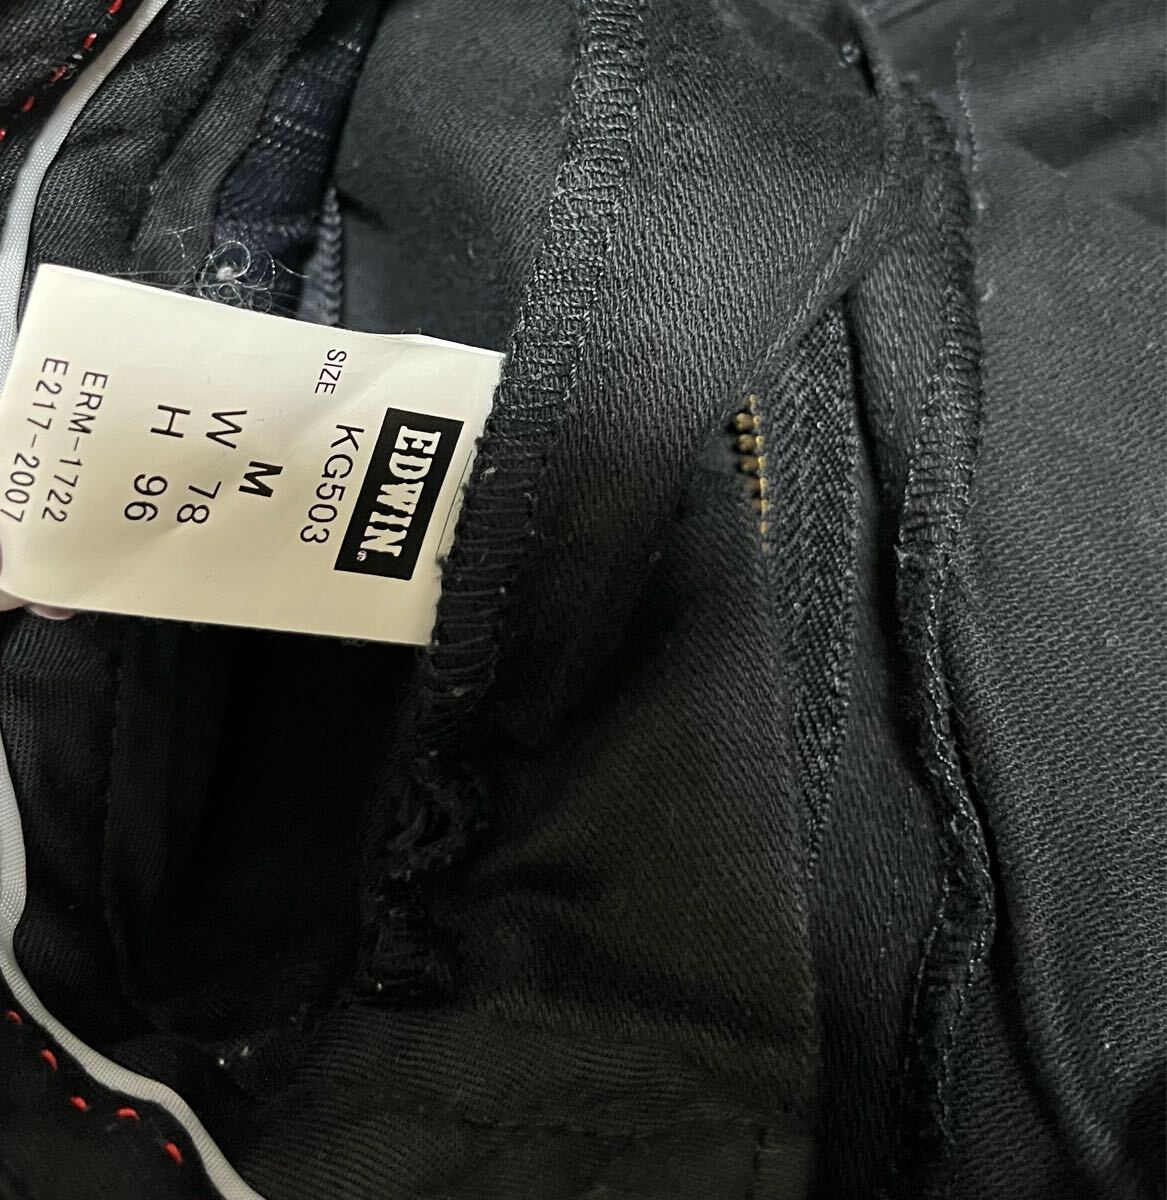 EDWIN®
KG503
SIZE
M
W 78
H 96
ERM-1722
E217-2007